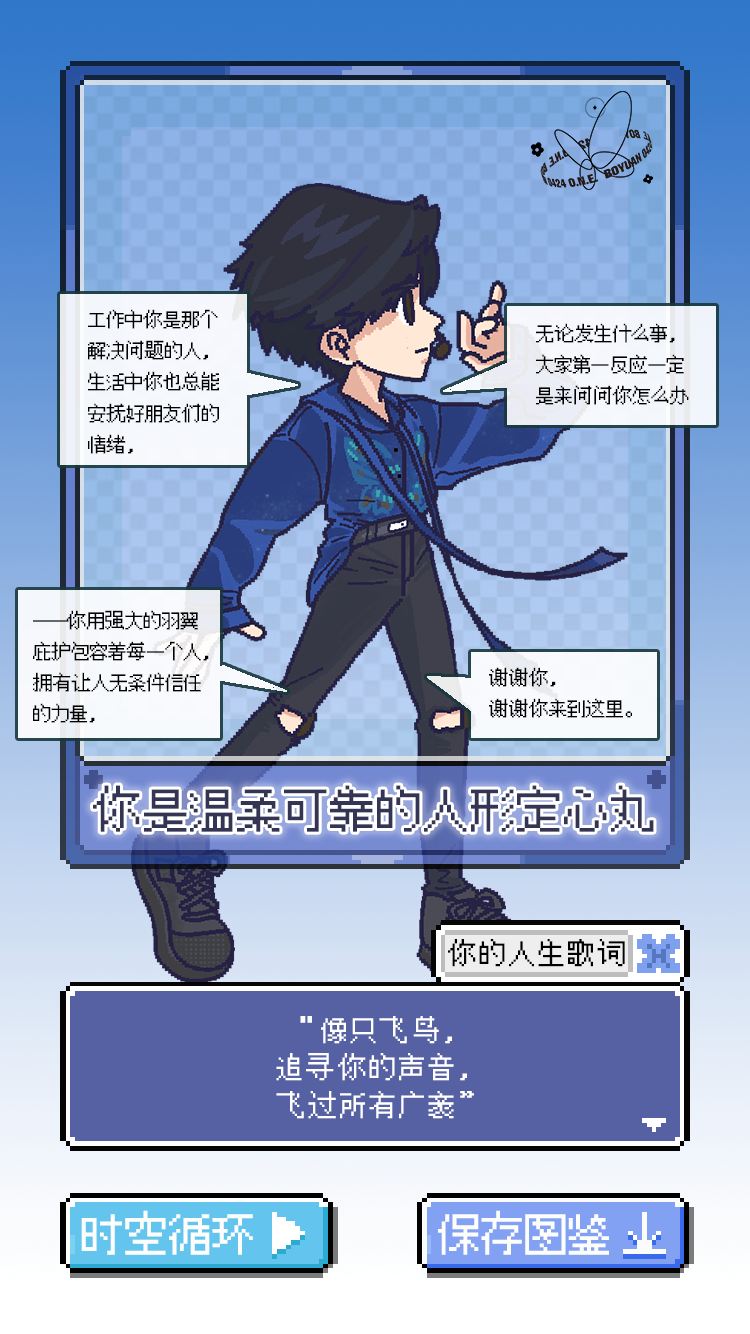 0424 O.N.E. BOYUAN
工作中你是那个
解决问题的人，
生活中你也总能
安抚好朋友们的
情绪，
无论发生什么事，
大家第一反应一定
是来问问你怎么办
——你用强大的羽翼
庇护包容着每一个人，
拥有让人无条件信任
的力量，
谢谢你，
谢谢你来到这里。
你是温柔可靠的人形定心丸
你的人生歌词
“像只飞鸟，
追寻你的声音，
飞过所有广袤”
时空循环
保存图鉴